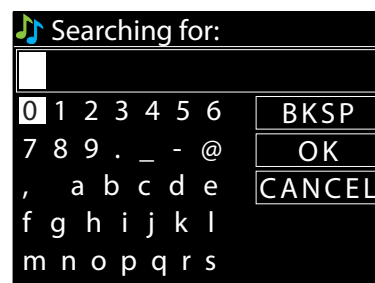 Searching for:
0 1 2 3 4 5 6 BKSP
7 8 9 . _ - @ OK
, a b c d e CANCEL
f g h i j k l
m n o p q r s